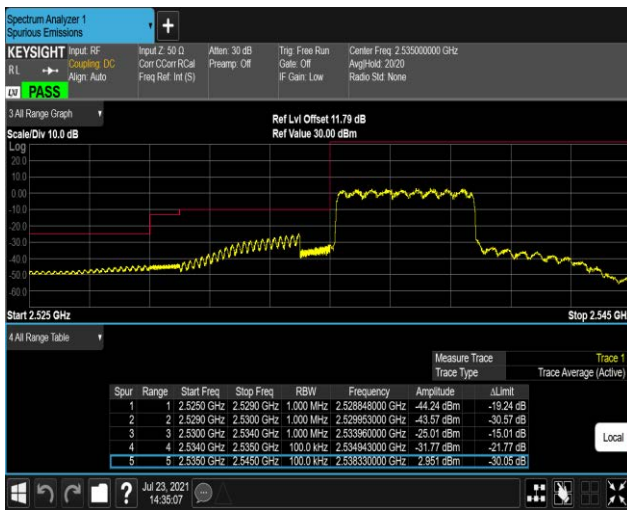 Spectrum Analyzer 1
Spurious Emissions
KEYSIGHT Input: RF Input Z: 50 Ω Atten: 30 dB Trig: Free Run Center Freq: 2.535000000 GHz
RL Coupling: DC Corr CCorr RCal Preamp: Off Gate: Off Avg|Hold: 20/20
Align: Auto Freq Ref: Int (S) IF Gain: Low Radio Std: None
LXI PASS
3 All Range Graph
Ref Lvl Offset 11.79 dB
Scale/Div 10.0 dB Ref Value 30.00 dBm
Log
20.0
10.0
0.00
-10.0
-20.0
-30.0
-40.0
-50.0
-60.0
Start 2.525 GHz Stop 2.545 GH
4 All Range Table
Measure Trace Trace 1
Trace Type Trace Average (Active)
Spur Range Start Freq Stop Freq RBW Frequency Amplitude ΔLimit
1 1 2.5250 GHz 2.5290 GHz 1.000 MHz 2.528848000 GHz -44.24 dBm -19.24 dB
2 2 2.5290 GHz 2.5300 GHz 1.000 MHz 2.529953000 GHz -43.57 dBm -30.57 dB
3 3 2.5300 GHz 2.5340 GHz 1.000 MHz 2.533960000 GHz -25.01 dBm -15.01 dB
4 4 2.5340 GHz 2.5350 GHz 100.0 kHz 2.534943000 GHz -31.77 dBm -21.77 dB
5 5 2.5350 GHz 2.5450 GHz 100.0 kHz 2.538330000 GHz 2.951 dBm -30.05 dB
Local
?
Jul 23, 2021
14:35:07